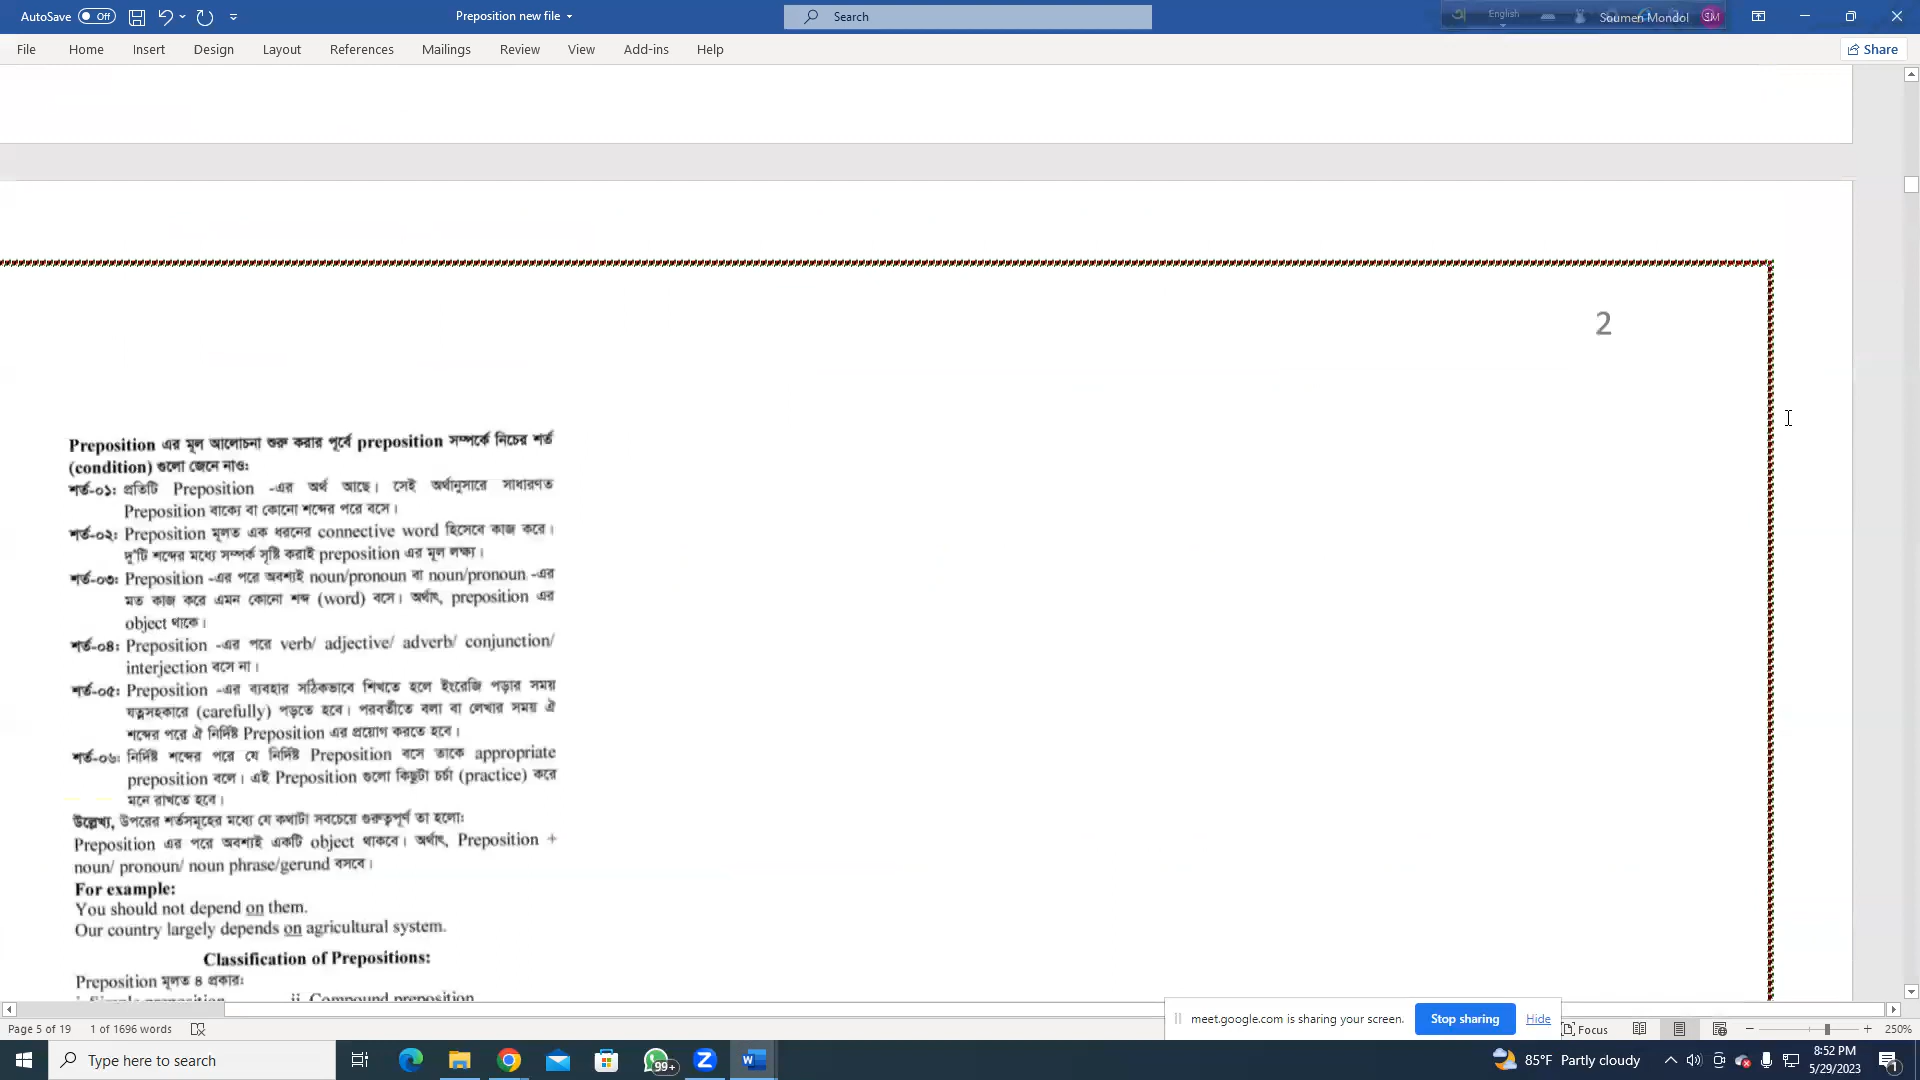 AutoSave Off Preposition new file Search English Soumen Mondol SM
File Home Insert Design Layout References Mailings Review View Add-ins Help Share
2
Preposition এর মূল আলোচনা শুরু করার পূর্বে preposition সম্পর্কে নিচের শর্ত
(condition) গুলো জেনে নাও:
শর্ত-০১: প্রতিটি Preposition -এর অর্থ আছে। সেই অর্থানুসারে সাধারণত
Preposition বাক্যে বা কোনো শব্দের পরে বসে।
শর্ত-০২: Preposition মূলত এক ধরনের connective word হিসেবে কাজ করে।
দু'টি শব্দের মধ্যে সম্পর্ক সৃষ্টি করাই preposition এর মূল লক্ষ্য।
শর্ত-০৩: Preposition -এর পরে অবশ্যই noun/pronoun বা noun/pronoun -এর
মত কাজ করে এমন কোনো শব্দ (word) বসে। অর্থাৎ, preposition এর
object থাকে।
শর্ত-০৪: Preposition -এর পরে verb/ adjective/ adverb/ conjunction/
interjection বসে না।
শর্ত-০৫: Preposition -এর ব্যবহার সঠিকভাবে শিখতে হলে ইংরেজি পড়ার সময়
যত্নসহকারে (carefully) পড়তে হবে। পরবর্তীতে বলা বা লেখার সময় ঐ
শব্দের পরে ঐ নির্দিষ্ট Preposition এর প্রয়োগ করতে হবে।
শর্ত-০৬: নির্দিষ্ট শব্দের পরে যে নির্দিষ্ট Preposition বসে তাকে appropriate
preposition বলে। এই Preposition গুলো কিছুটা চর্চা (practice) করে
মনে রাখতে হবে।
উল্লেখ্য, উপরের শর্তসমূহের মধ্যে যে কথাটা সবচেয়ে গুরুত্বপূর্ণ তা হলো:
Preposition এর পরে অবশ্যই একটি object থাকবে। অর্থাৎ, Preposition +
noun/ pronoun/ noun phrase/gerund বসবে।
For example:
You should not depend on them.
Our country largely depends on agricultural system.
Classification of Prepositions:
Preposition মূলত ৪ প্রকার:
i. Simple preposition ii. Compound preposition
meet.google.com is sharing your screen. Stop sharing Hide
Page 5 of 19 1 of 1696 words Focus 250%
Type here to search 99+ 85°F Partly cloudy 8:52 PM
5/29/2023 1